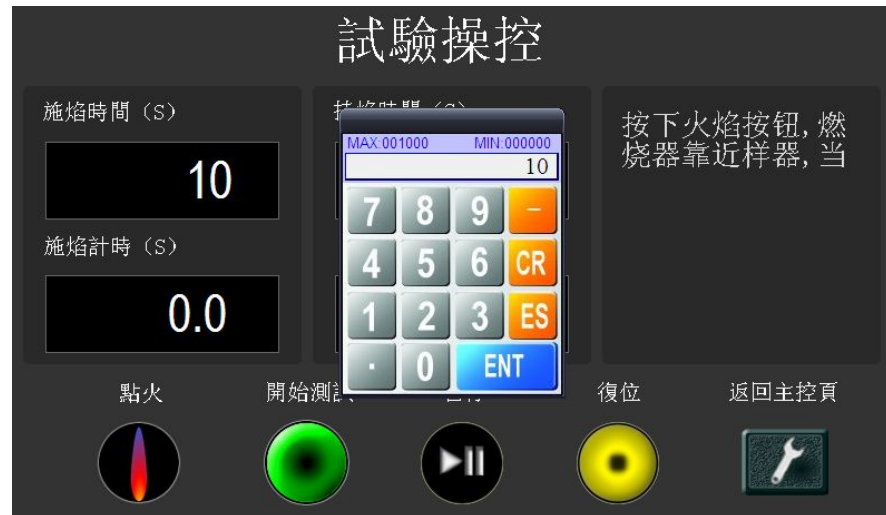 試驗操控
施焰時間（S）
10
施焰計時（S）
0.0
MAX:001000 MIN:000000
10
7 8 9 -
4 5 6 CR
1 2 3 ES
. 0 ENT
按下火焰按钮,燃
烧器靠近样器,当
點火
開始測試
復位
返回主控頁